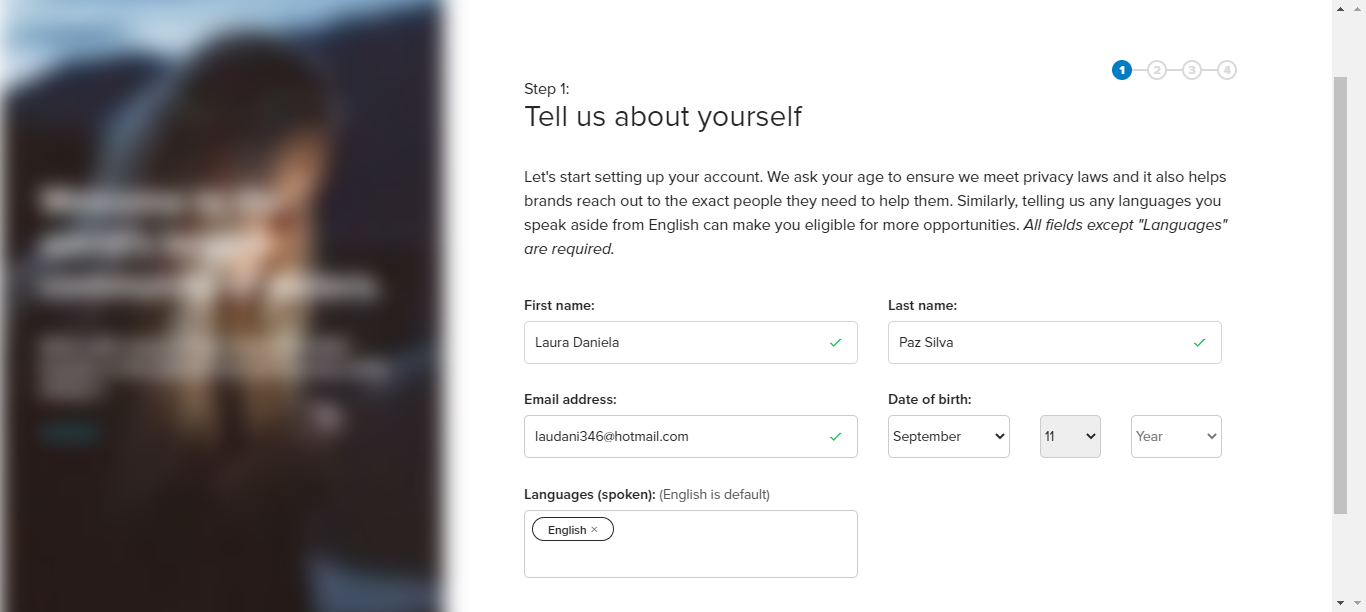 1 2 3 4
Step 1:
Tell us about yourself
Let's start setting up your account. We ask your age to ensure we meet privacy laws and it also helps
brands reach out to the exact people they need to help them. Similarly, telling us any languages you
speak aside from English can make you eligible for more opportunities. All fields except "Languages"
are required.
First name:
Last name:
Laura Daniela
Paz Silva
Email address:
Date of birth:
laudani346@hotmail.com
September
11
Year
Languages (spoken): (English is default)
English ×